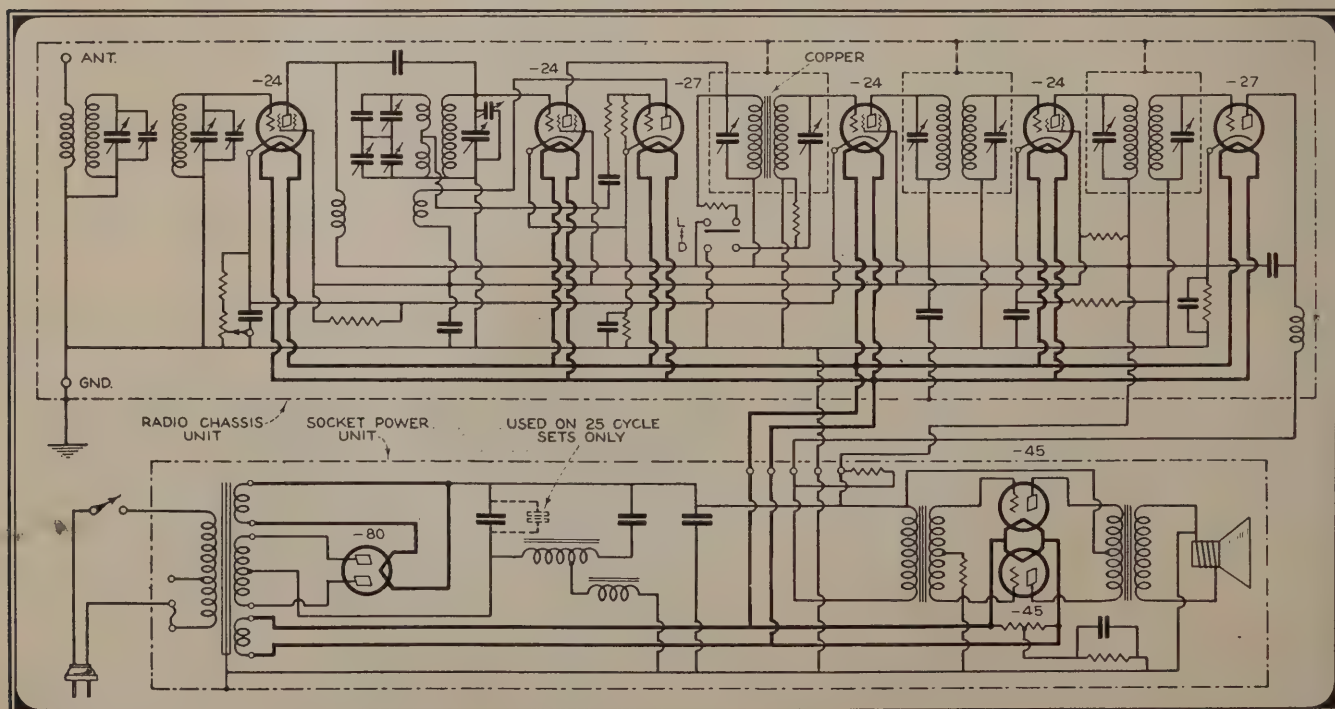 ANT.
-24
-24
-27
COPPER
-24
-24
-27
L
D
GND.
RADIO CHASSIS
UNIT
SOCKET POWER
UNIT
USED ON 25 CYCLE
SETS ONLY
-45
-80
-45